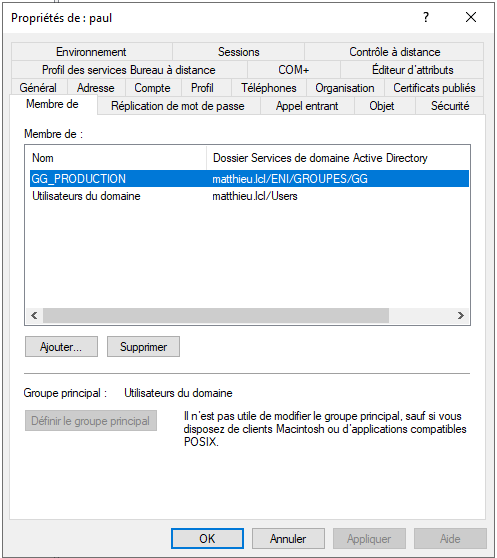 Propriétés de : paul
? ×
Environnement Sessions Contrôle à distance
Profil des services Bureau à distance COM+ Éditeur d'attributs
Général Adresse Compte Profil Téléphones Organisation Certificats publiés
Membre de Réplication de mot de passe Appel entrant Objet Sécurité
Membre de :
Nom Dossier Services de domaine Active Directory
GG_PRODUCTION matthieu.lcl/ENI/GROUPES/GG
Utilisateurs du domaine matthieu.lcl/Users
Ajouter... Supprimer
Groupe principal : Utilisateurs du domaine
Définir le groupe principal
Il n'est pas utile de modifier le groupe principal, sauf si vous
disposez de clients Macintosh ou d'applications compatibles
POSIX.
OK Annuler Appliquer Aide